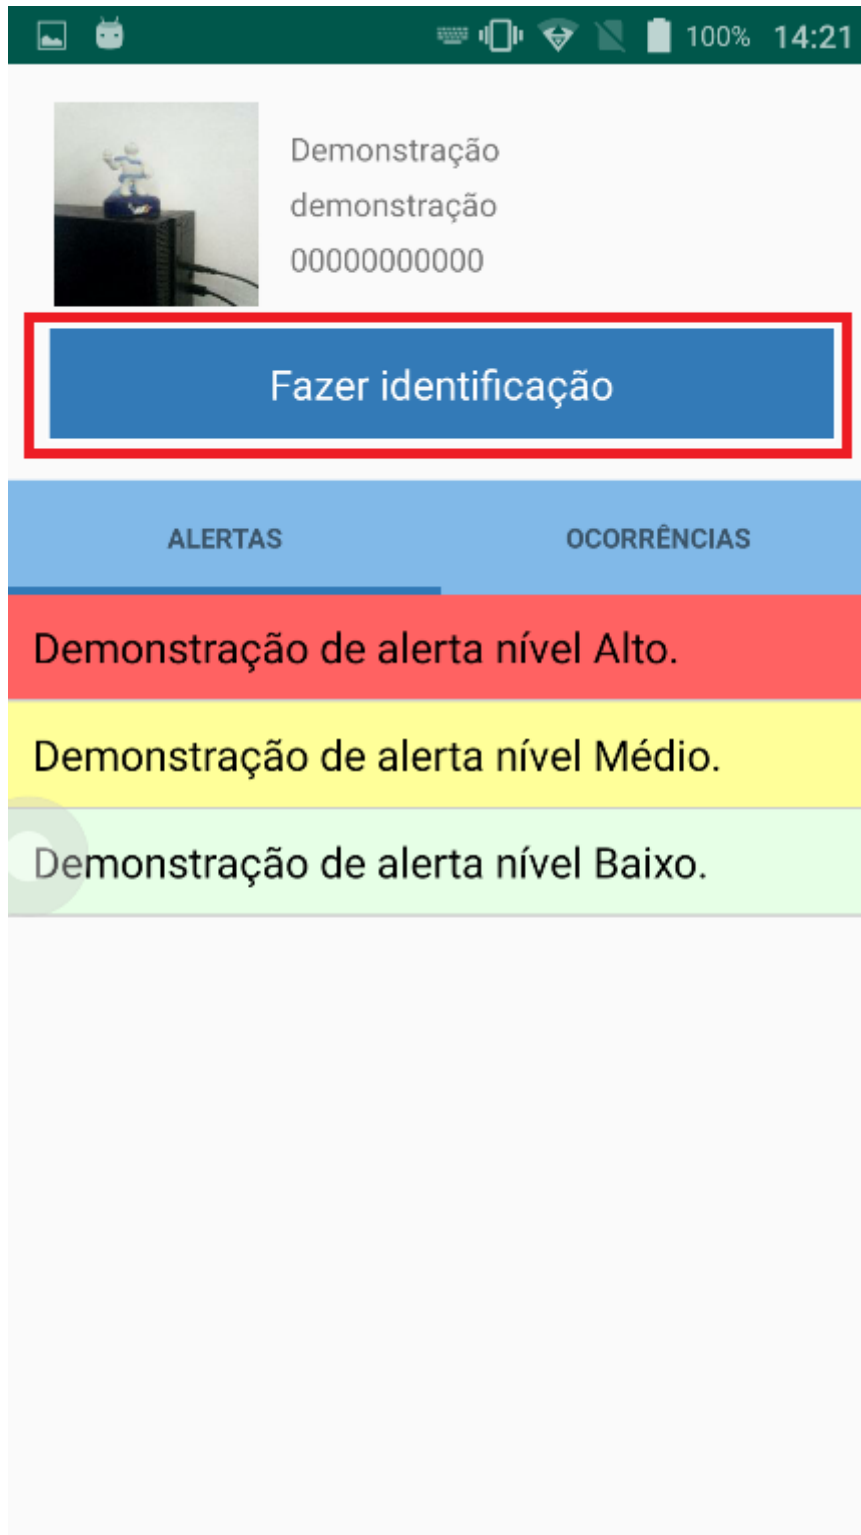 100% 14:21
Demonstração
demonstração
00000000000
Fazer identificação
ALERTAS OCORRÊNCIAS
Demonstração de alerta nível Alto.
Demonstração de alerta nível Médio.
Demonstração de alerta nível Baixo.